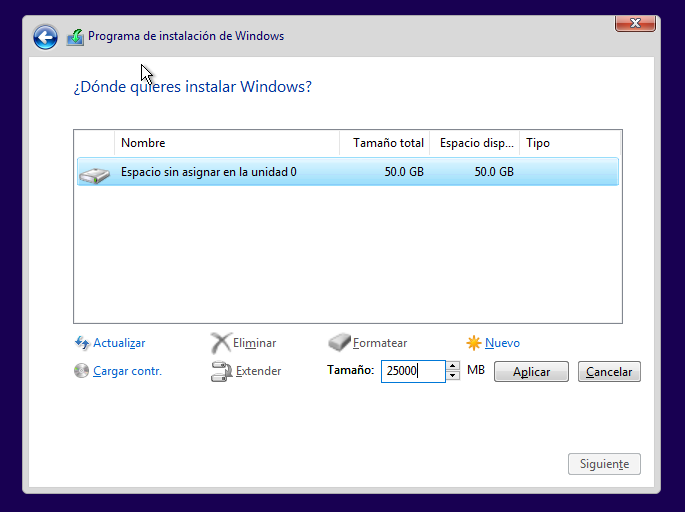 Programa de instalación de Windows
¿Dónde quieres instalar Windows?
Nombre Tamaño total Espacio disp... Tipo
Espacio sin asignar en la unidad 0 50.0 GB 50.0 GB
Actualizar Eliminar Formatear Nuevo
Cargar contr. Extender Tamaño: 25000 MB Aplicar Cancelar
Siguiente